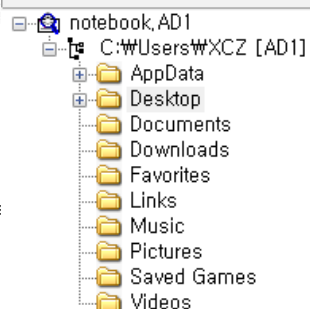 notebook,AD1
C:₩Users₩XCZ [AD1]
AppData
Desktop
Documents
Downloads
Favorites
Links
Music
Pictures
Saved Games
Videos